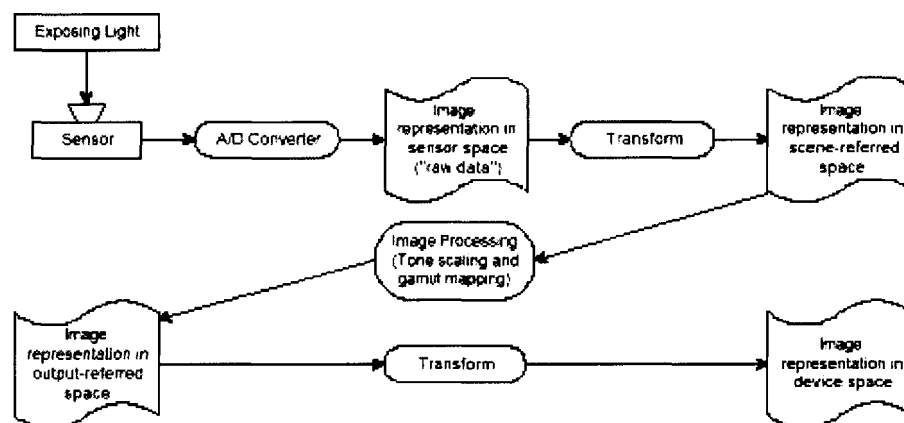 Exposing Light
Sensor
A/D Converter
Image
representation in
sensor space
("raw data")
Transform
Image
representation in
scene-referred
space
Image Processing
(Tone scaling and
gamut mapping)
Image
representation in
output-referred
space
Transform
Image
representation in
device space